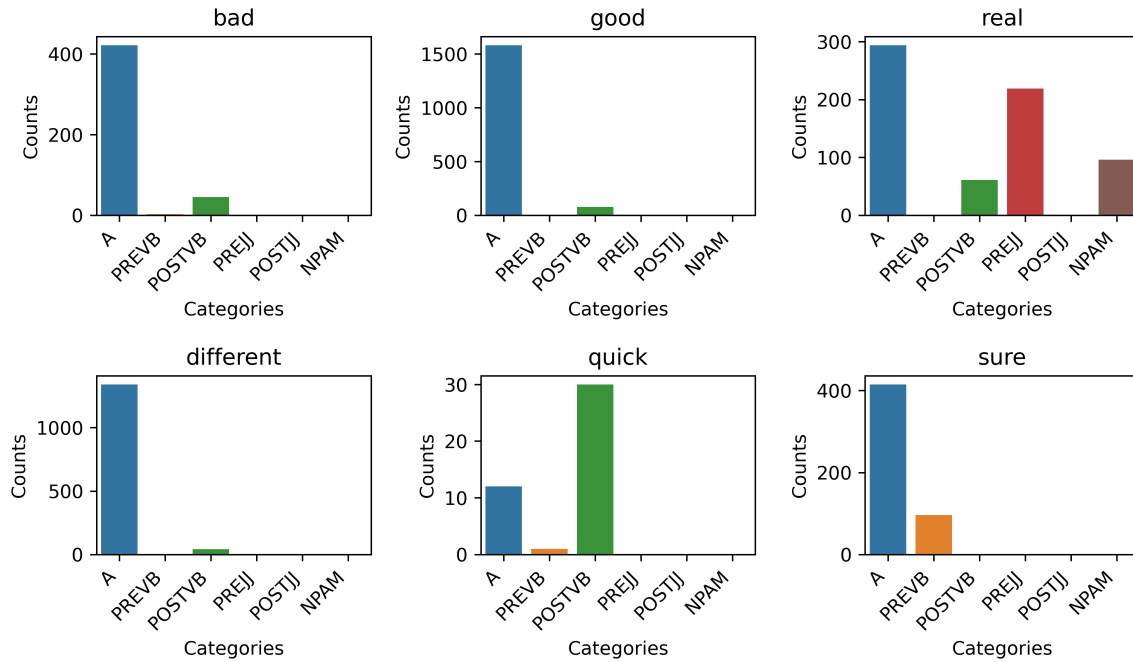 bad
400
200
0
Counts
A
PREVB
POSTVB
PREJJ
POSTJJ
NPAM
Categories
good
1500
1000
500
0
Counts
A
PREVB
POSTVB
PREJJ
POSTJJ
NPAM
Categories
real
300
200
100
0
Counts
A
PREVB
POSTVB
PREJJ
POSTJJ
NPAM
Categories
different
1000
500
0
Counts
A
PREVB
POSTVB
PREJJ
POSTJJ
NPAM
Categories
quick
30
20
10
0
Counts
A
PREVB
POSTVB
PREJJ
POSTJJ
NPAM
Categories
sure
400
200
0
Counts
A
PREVB
POSTVB
PREJJ
POSTJJ
NPAM
Categories